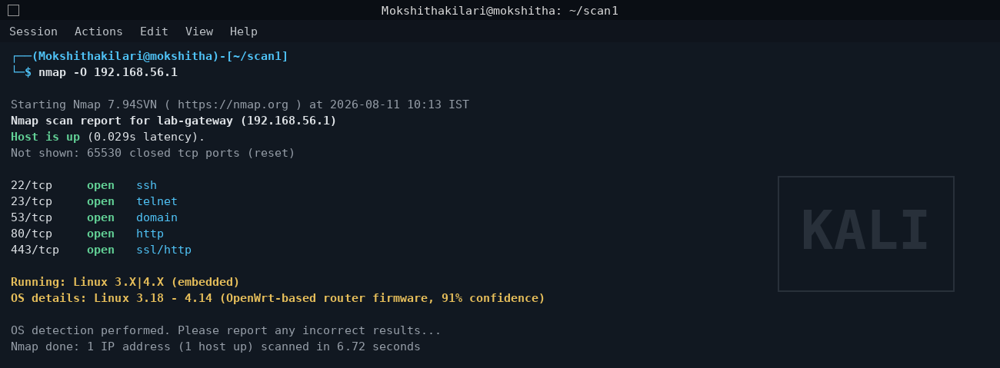 Mokshithakilari@mokshitha: ~/scan1
Session Actions Edit View Help
┌──(Mokshithakilari@mokshitha)-[~/scan1]
└─$ nmap -O 192.168.56.1
Starting Nmap 7.94SVN ( https://nmap.org ) at 2026-08-11 10:13 IST
Nmap scan report for lab-gateway (192.168.56.1)
Host is up (0.029s latency).
Not shown: 65530 closed tcp ports (reset)
22/tcp     open   ssh
23/tcp     open   telnet
53/tcp     open   domain
80/tcp     open   http
443/tcp    open   ssl/http
KALI
Running: Linux 3.X|4.X (embedded)
OS details: Linux 3.18 - 4.14 (OpenWrt-based router firmware, 91% confidence)
OS detection performed. Please report any incorrect results...
Nmap done: 1 IP address (1 host up) scanned in 6.72 seconds